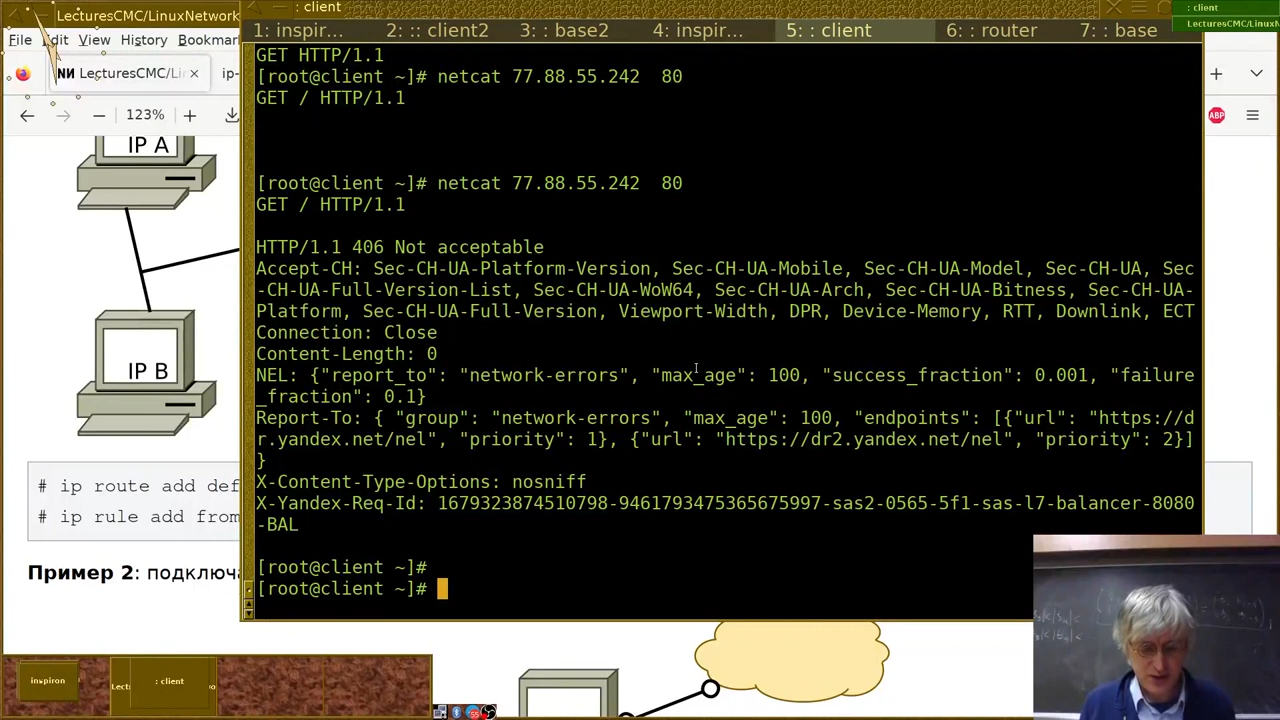 LecturesCMC/LinuxNetwork
: client
: client
LecturesCMC/LinuxN
File Edit View History Bookmar
1: inspir... 2: :: client2 3: : base2 4: inspir... 5: : client 6: : router 7: : base
LecturesCMC/Li
ip-
123%
ABP
IP A
IP B
GET HTTP/1.1
[root@client ~]# netcat 77.88.55.242  80
GET / HTTP/1.1
[root@client ~]# netcat 77.88.55.242  80
GET / HTTP/1.1
HTTP/1.1 406 Not acceptable
Accept-CH: Sec-CH-UA-Platform-Version, Sec-CH-UA-Mobile, Sec-CH-UA-Model, Sec-CH-UA, Sec
-CH-UA-Full-Version-List, Sec-CH-UA-WoW64, Sec-CH-UA-Arch, Sec-CH-UA-Bitness, Sec-CH-UA-
Platform, Sec-CH-UA-Full-Version, Viewport-Width, DPR, Device-Memory, RTT, Downlink, ECT
Connection: Close
Content-Length: 0
NEL: {"report_to": "network-errors", "max_age": 100, "success_fraction": 0.001, "failure
_fraction": 0.1}
Report-To: { "group": "network-errors", "max_age": 100, "endpoints": [{"url": "https://d
r.yandex.net/nel", "priority": 1}, {"url": "https://dr2.yandex.net/nel", "priority": 2}]
}
X-Content-Type-Options: nosniff
X-Yandex-Req-Id: 1679323874510798-9461793475365675997-sas2-0565-5f1-sas-l7-balancer-8080
-BAL
[root@client ~]#
[root@client ~]#
# ip route add def
# ip rule add from
Пример 2: подключ
inspiron
Lect
: client
55